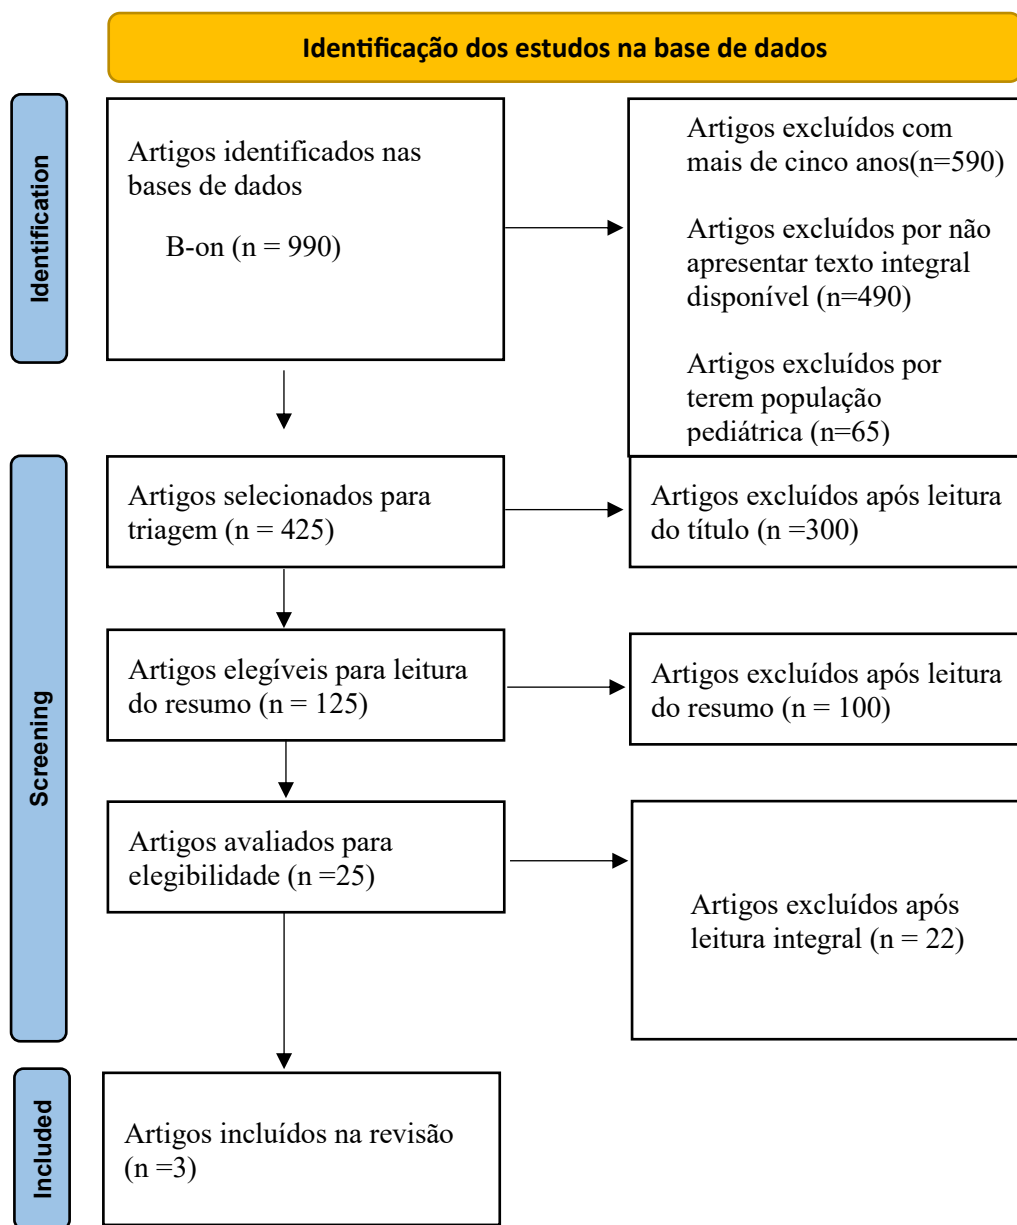 Identificação dos estudos na base de dados
Identification
Artigos identificados nas
bases de dados
B-on (n = 990)
Artigos excluídos com
mais de cinco anos(n=590)
Artigos excluídos por não
apresentar texto integral
disponível (n=490)
Artigos excluídos por
terem população
pediátrica (n=65)
Screening
Artigos selecionados para
triagem (n = 425)
Artigos excluídos após leitura
do título (n =300)
Artigos elegíveis para leitura
do resumo (n = 125)
Artigos excluídos após leitura
do resumo (n = 100)
Artigos avaliados para
elegibilidade (n =25)
Artigos excluídos após
leitura integral (n = 22)
Included
Artigos incluídos na revisão
(n =3)